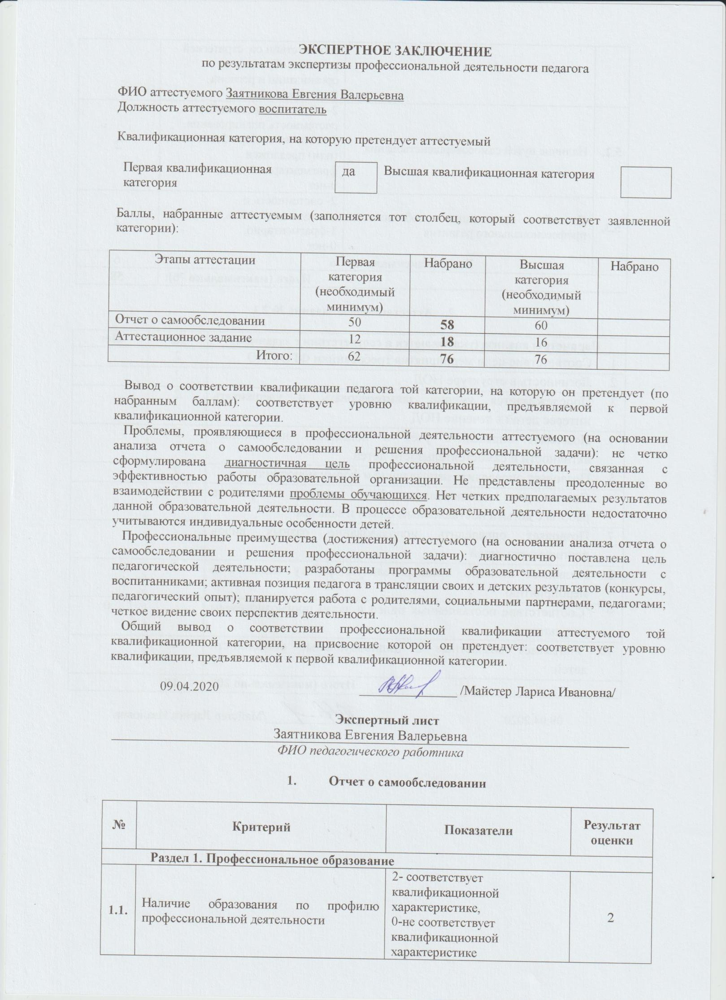 ЭКСПЕРТНОЕ ЗАКЛЮЧЕНИЕ
по результатам экспертизы профессиональной деятельности педагога
ФИО аттестуемого Заятникова Евгения Валерьевна
Должность аттестуемого воспитатель
Квалификационная категория, на которую претендует аттестуемый
Первая квалификационная категория да Высшая квалификационная категория
Баллы, набранные аттестуемым (заполняется тот столбец, который соответствует заявленной
категории):
Этапы аттестации Первая категория (необходимый минимум) Набрано Высшая категория (необходимый минимум) Набрано
Отчет о самообследовании 50 58 60
Аттестационное задание 12 18 16
Итого: 62 76 76
Вывод о соответствии квалификации педагога той категории, на которую он претендует (по
набранным баллам): соответствует уровню квалификации, предъявляемой к первой
квалификационной категории.
Проблемы, проявляющиеся в профессиональной деятельности аттестуемого (на основании
анализа отчета о самообследовании и решения профессиональной задачи): не четко
сформулирована диагностичная цель профессиональной деятельности, связанная с
эффективностью работы образовательной организации. Не представлены преодоленные во
взаимодействии с родителями проблемы обучающихся. Нет четких предполагаемых результатов
данной образовательной деятельности. В процессе образовательной деятельности недостаточно
учитываются индивидуальные особенности детей.
Профессиональные преимущества (достижения) аттестуемого (на основании анализа отчета о
самообследовании и решения профессиональной задачи): диагностично поставлена цель
педагогической деятельности; разработаны программы образовательной деятельности с
воспитанниками; активная позиция педагога в трансляции своих и детских результатов (конкурсы,
педагогический опыт); планируется работа с родителями, социальными партнерами, педагогами;
четкое видение своих перспектив деятельности.
Общий вывод о соответствии профессиональной квалификации аттестуемого той
квалификационной категории, на присвоение которой он претендует: соответствует уровню
квалификации, предъявляемой к первой квалификационной категории.
09.04.2020 /Майстер Лариса Ивановна/
Экспертный лист
Заятникова Евгения Валерьевна
ФИО педагогического работника
1. Отчет о самообследовании
№ Критерий Показатели Результат оценки
Раздел 1. Профессиональное образование
1.1. Наличие образования по профилю профессиональной деятельности
2- соответствует
квалификационной
характеристике,
0-не соответствует
квалификационной
характеристике
2